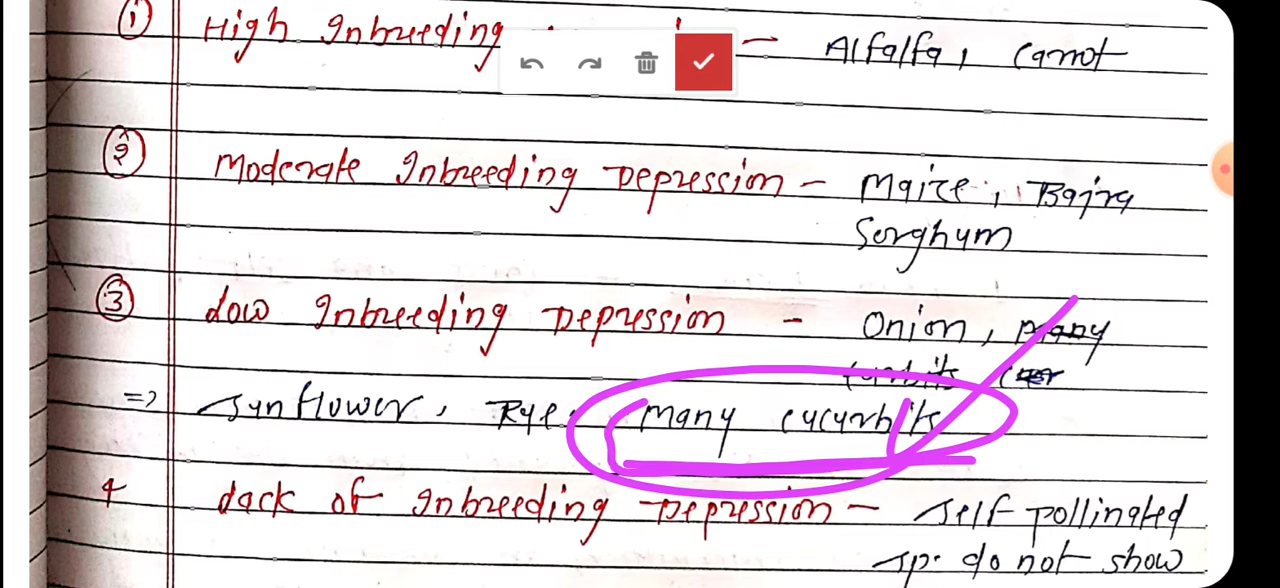 ① High Inbreeding - Alfalfa, Carrot
② Moderate Inbreeding Depression - Maize, Bajra
Sorghum
③ Low Inbreeding Depression - Onion, Many
=> Sunflower, Rye, Many Cucurbits
4 Lack of Inbreeding Depression - Self pollinated
sp. do not show